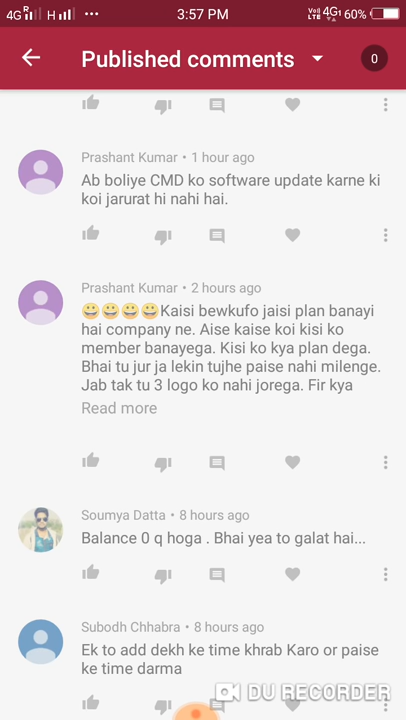 4G R H ••• 3:57 PM VoI) LTE 4G1 60%
Published comments 0
Prashant Kumar • 1 hour ago
Ab boliye CMD ko software update karne ki
koi jarurat hi nahi hai.
Prashant Kumar • 2 hours ago
😀😀😀😀Kaisi bewkufo jaisi plan banayi
hai company ne. Aise kaise koi kisi ko
member banayega. Kisi ko kya plan dega.
Bhai tu jur ja lekin tujhe paise nahi milenge.
Jab tak tu 3 logo ko nahi jorega. Fir kya
Read more
Soumya Datta • 8 hours ago
Balance 0 q hoga . Bhai yea to galat hai...
Subodh Chhabra • 8 hours ago
Ek to add dekh ke time khrab Karo or paise
ke time darma
DU RECORDER